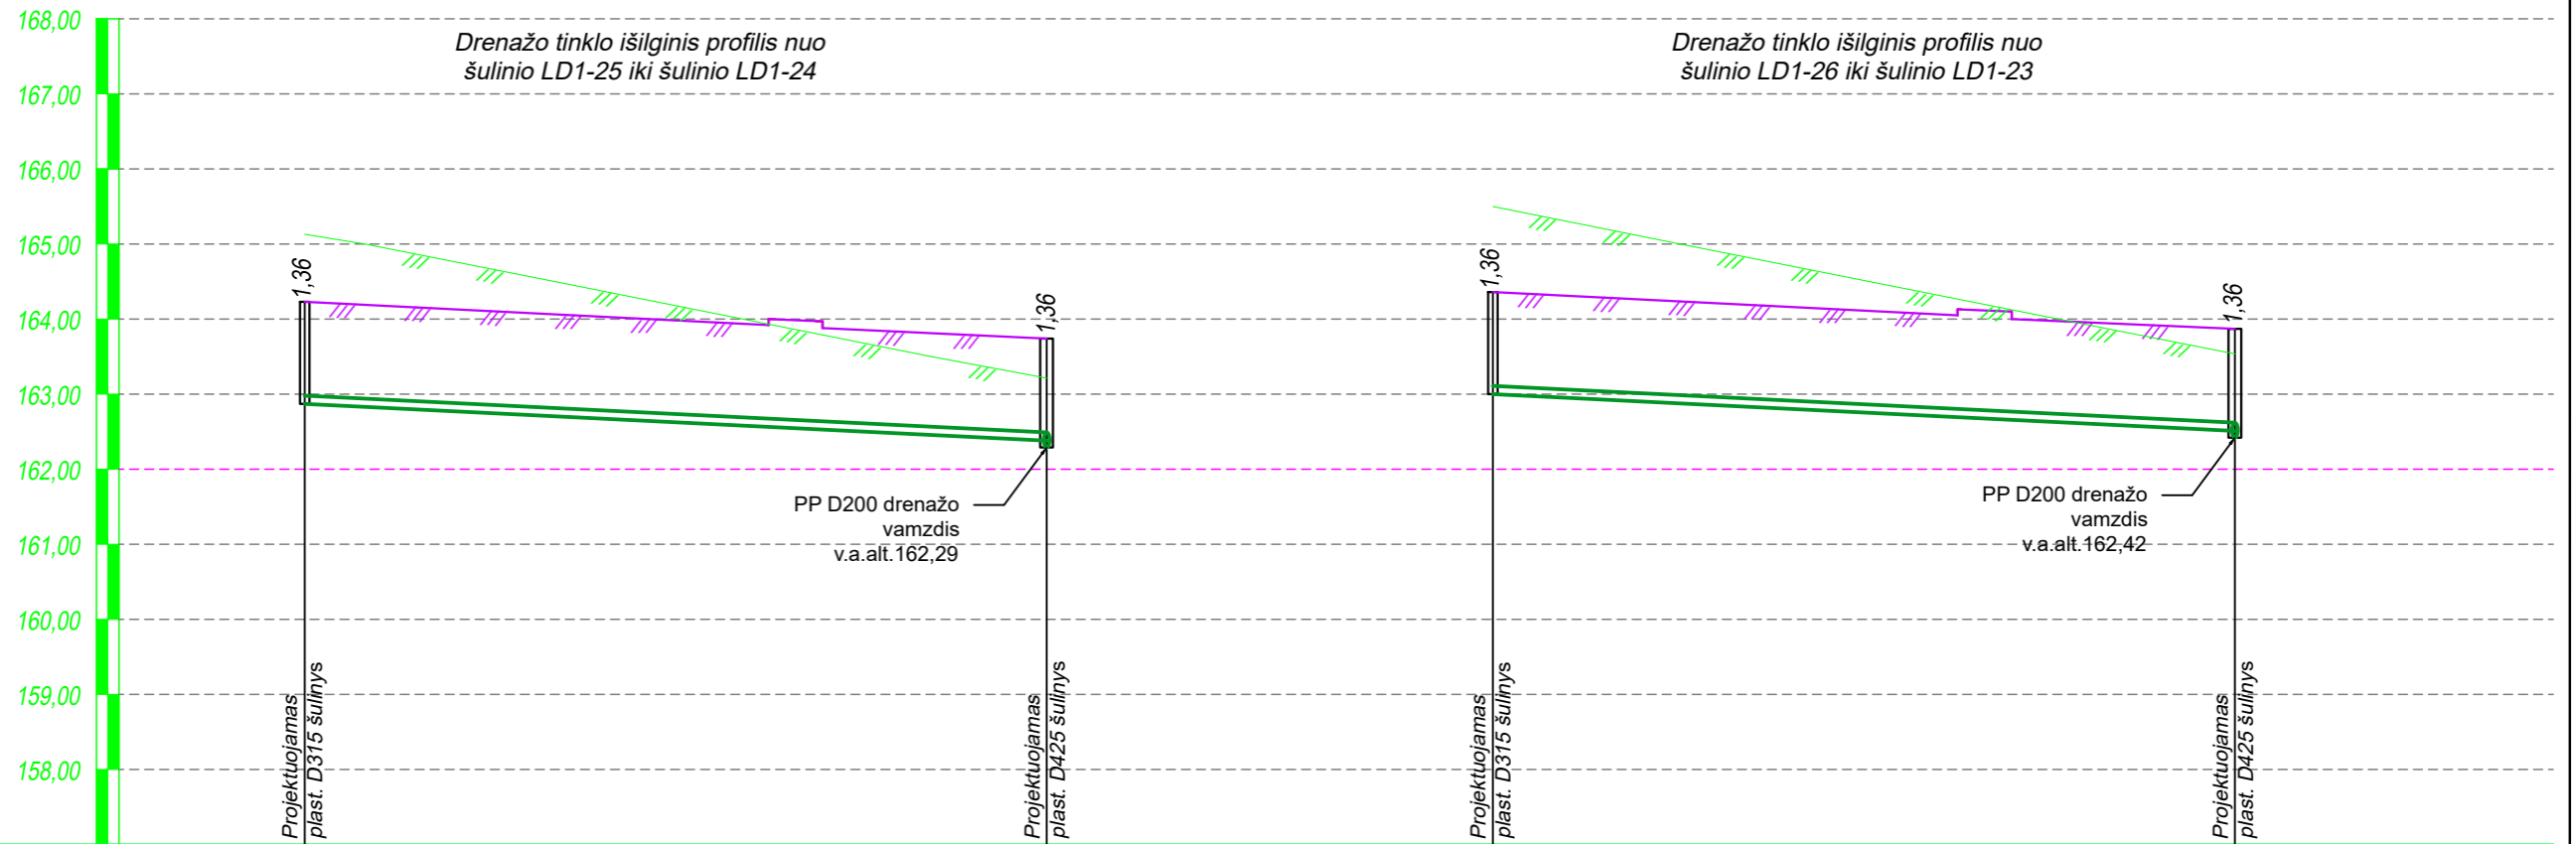 168,00
167,00
166,00
165,00
164,00
163,00
162,00
161,00
160,00
159,00
158,00
Drenažo tinklo išilginis profilis nuo
šulinio LD1-25 iki šulinio LD1-24
1,36
1,36
PP D200 drenažo
vamzdis
v.a.alt.162,29
Projektuojamas
plast. D315 šulinys
Projektuojamas
plast. D425 šulinys
Drenažo tinklo išilginis profilis nuo
šulinio LD1-26 iki šulinio LD1-23
1,36
1,36
PP D200 drenažo
vamzdis
v.a.alt.162,42
Projektuojamas
plast. D315 šulinys
Projektuojamas
plast. D425 šulinys